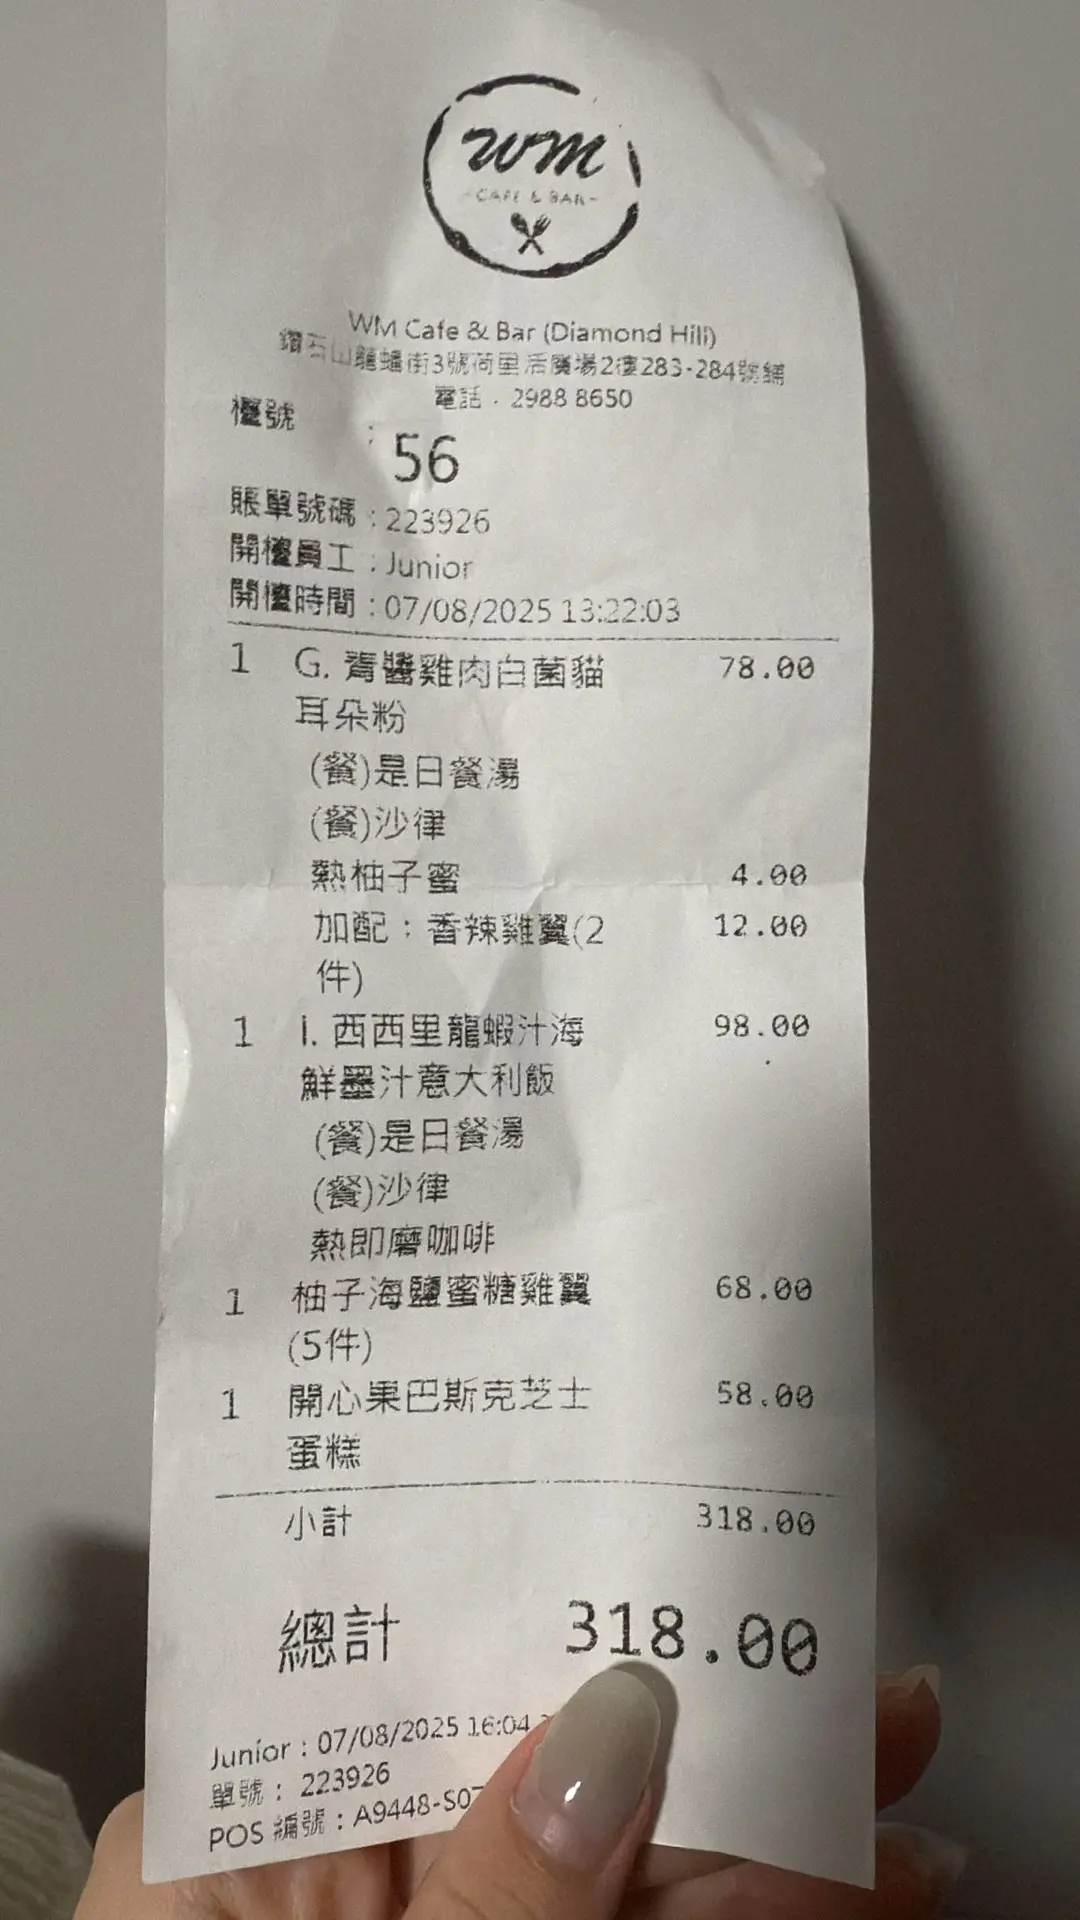 WM
- CAFE & BAR -
WM Cafe & Bar (Diamond Hill)
鑽石山龍蟠街3號荷里活廣場2樓283-284號舖
電話 . 2988 8650
檯號 : 56
賬單號碼 : 223926
開檯員工 : Junior
開檯時間 : 07/08/2025 13:22:03
1 G. 青醬雞肉白菌貓 78.00
耳朵粉
(餐)是日餐湯
(餐)沙律
熱柚子蜜 4.00
加配：香辣雞翼(2 12.00
件)
1 I. 西西里龍蝦汁海 98.00
鮮墨汁意大利飯
(餐)是日餐湯
(餐)沙律
熱即磨咖啡
1 柚子海鹽蜜糖雞翼 68.00
(5件)
1 開心果巴斯克芝士 58.00
蛋糕
小計 318.00
總計 318.00
Junior : 07/08/2025 16:04
單號 : 223926
POS 編號 : A9448-S0